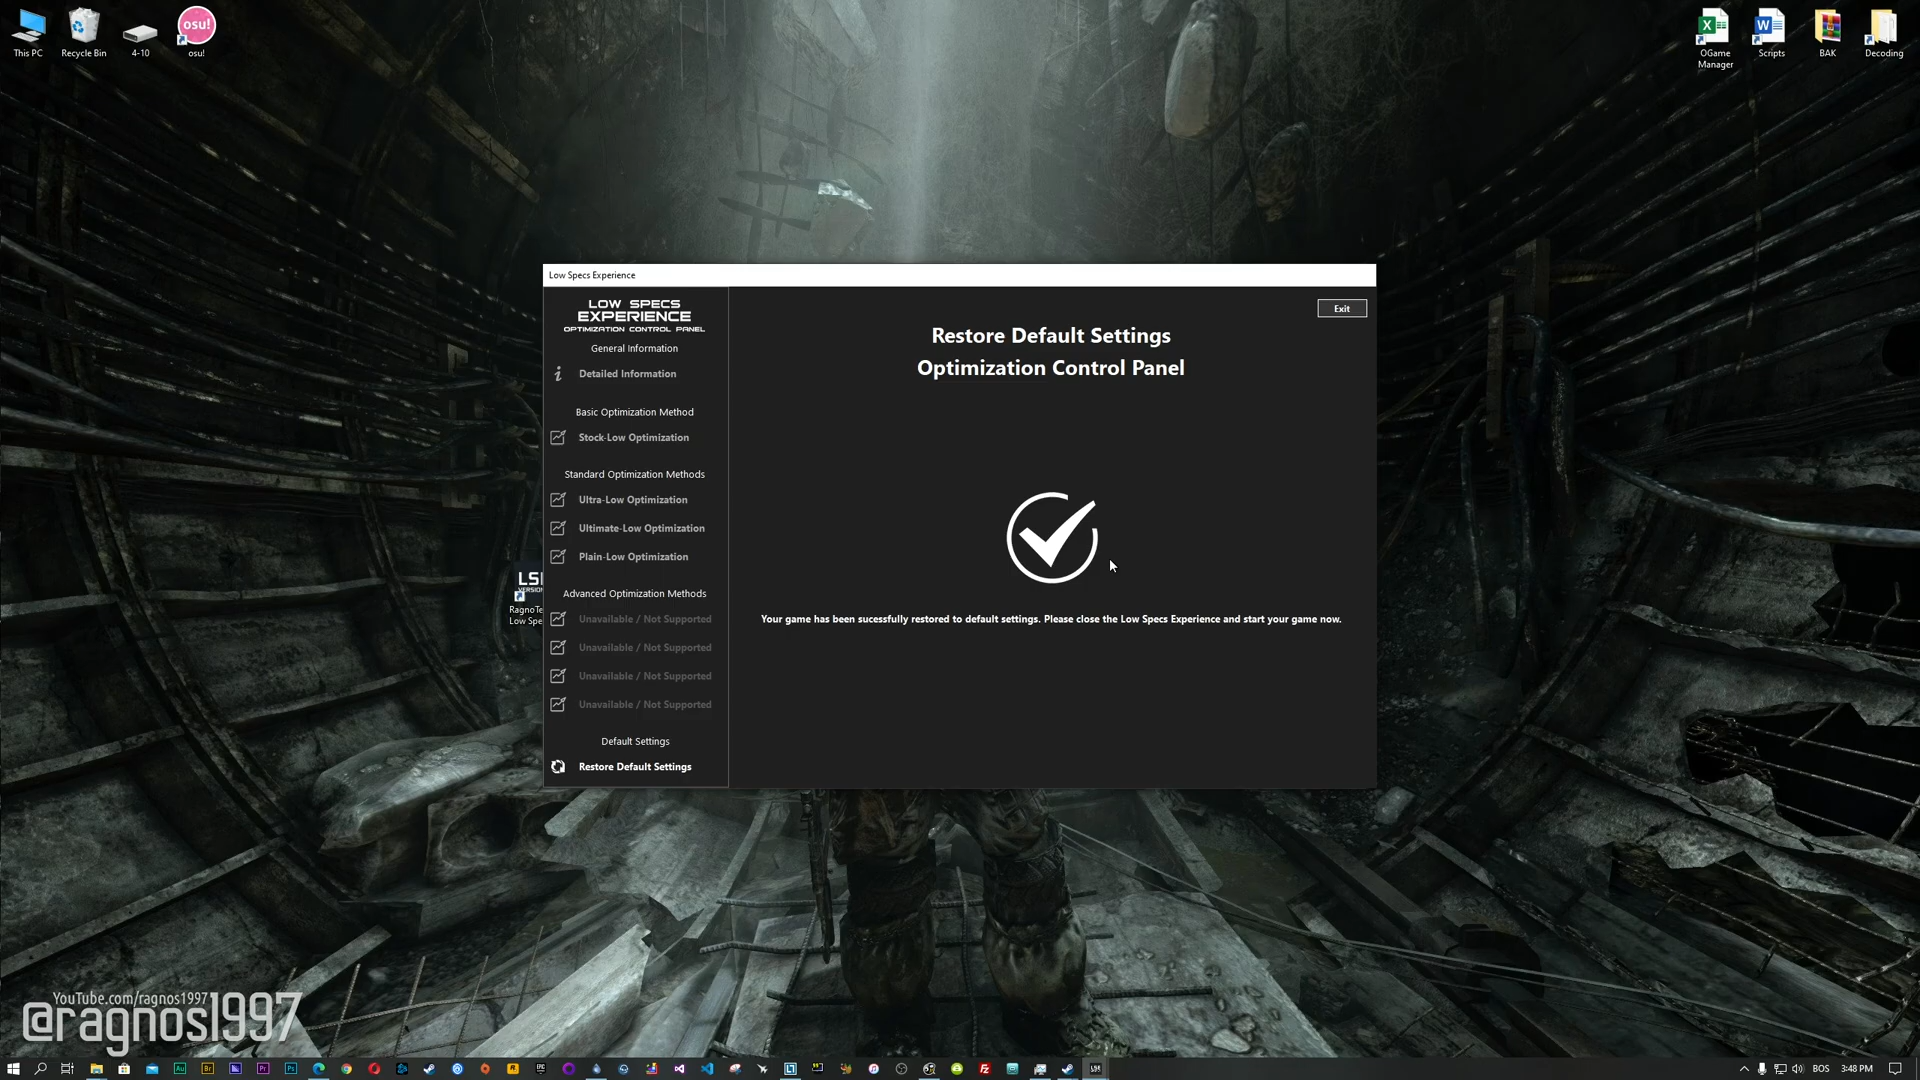 This PC
Recycle Bin
4-10
osu!
osu!
OGame
Manager
Scripts
BAK
Decoding
Low Specs Experience
LOW SPECS
EXPERIENCE
OPTIMIZATION CONTROL PANEL
General Information
Detailed Information
Basic Optimization Method
Stock-Low Optimization
Standard Optimization Methods
Ultra-Low Optimization
Ultimate-Low Optimization
Plain-Low Optimization
Advanced Optimization Methods
Unavailable / Not Supported
Unavailable / Not Supported
Unavailable / Not Supported
Unavailable / Not Supported
Default Settings
Restore Default Settings
Exit
Restore Default Settings
Optimization Control Panel
Your game has been sucessfully restored to default settings. Please close the Low Specs Experience and start your game now.
RagnoTe
Low Spe
YouTube.com/ragnos1997
@ragnos1997
BOS
3:48 PM